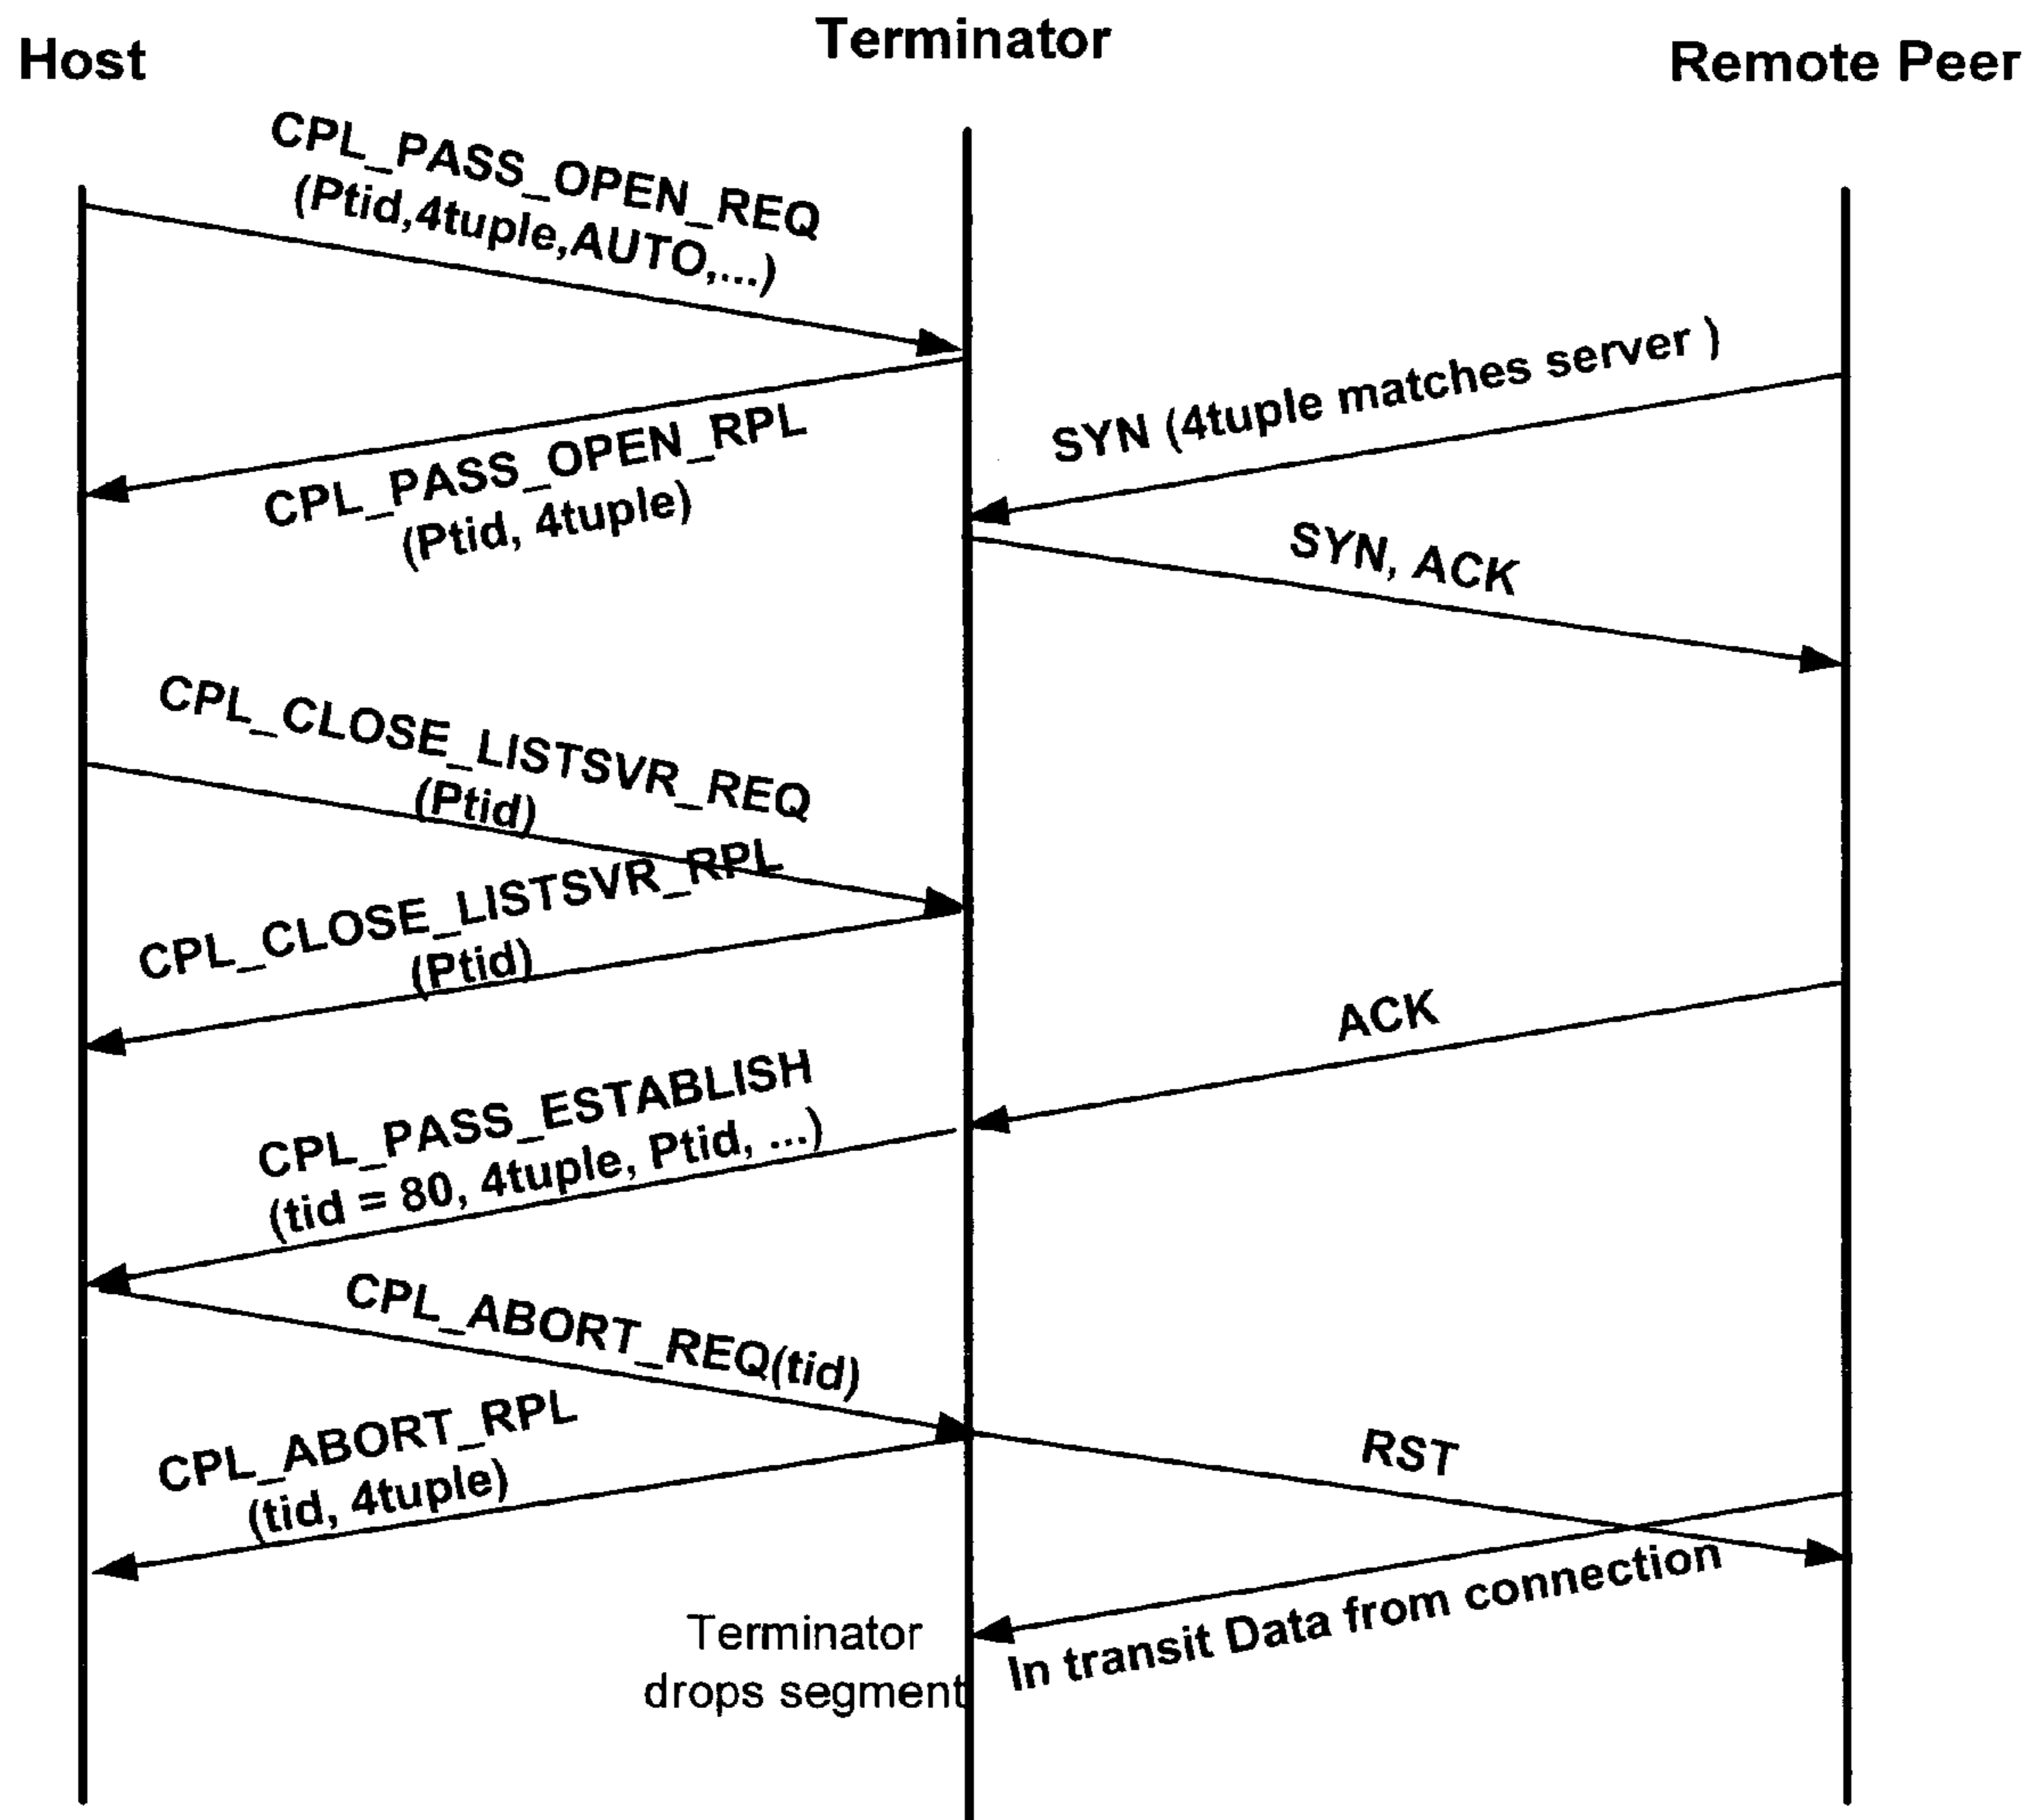 Host
Terminator
Remote Peer
CPL_PASS_OPEN_REQ
(Ptid,4tuple,AUTO,...)
SYN (4tuple matches server )
CPL_PASS_OPEN_RPL
(Ptid, 4tuple)
SYN, ACK
CPL_CLOSE_LISTSVR_REQ
(Ptid)
CPL_CLOSE_LISTSVR_RPL
(Ptid)
ACK
CPL_PASS_ESTABLISH
(tid = 80, 4tuple, Ptid, ...)
CPL_ABORT_REQ(tid)
CPL_ABORT_RPL
(tid, 4tuple)
RST
In transit Data from connection
Terminator
drops segment